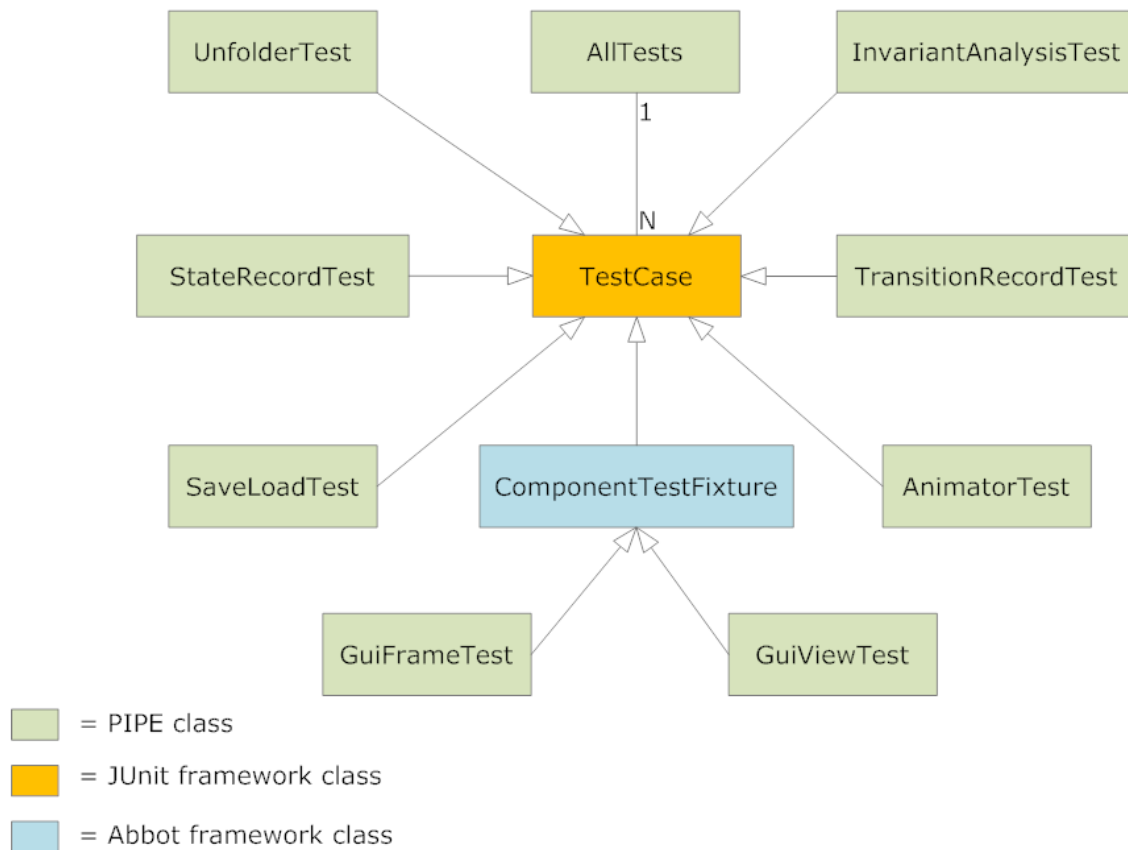 UnfolderTest
AllTests
InvariantAnalysisTest
1
N
StateRecordTest
TestCase
TransitionRecordTest
SaveLoadTest
ComponentTestFixture
AnimatorTest
GuiFrameTest
GuiViewTest
= PIPE class
= JUnit framework class
= Abbot framework class